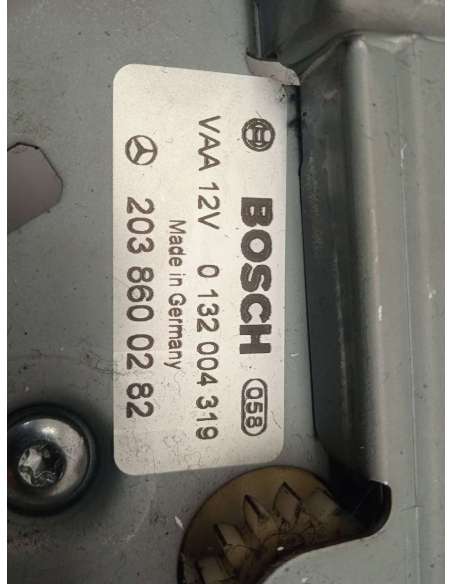 BOSCH 058
VAA 12V 0 132 004 319
Made in Germany
203 860 02 82